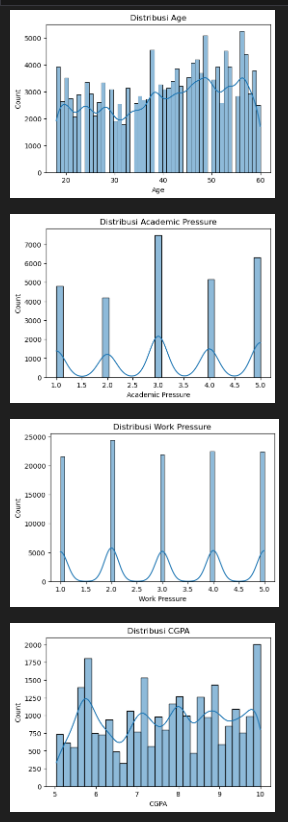 Distribusi Age
5000
4000
3000
2000
1000
0
Count
20 30 40 50 60
Age
Distribusi Academic Pressure
7000
6000
5000
4000
3000
2000
1000
0
Count
1.0 1.5 2.0 2.5 3.0 3.5 4.0 4.5 5.0
Academic Pressure
Distribusi Work Pressure
25000
20000
15000
10000
5000
0
Count
1.0 1.5 2.0 2.5 3.0 3.5 4.0 4.5 5.0
Work Pressure
Distribusi CGPA
2000
1750
1500
1250
1000
750
500
250
0
Count
5 6 7 8 9 10
CGPA